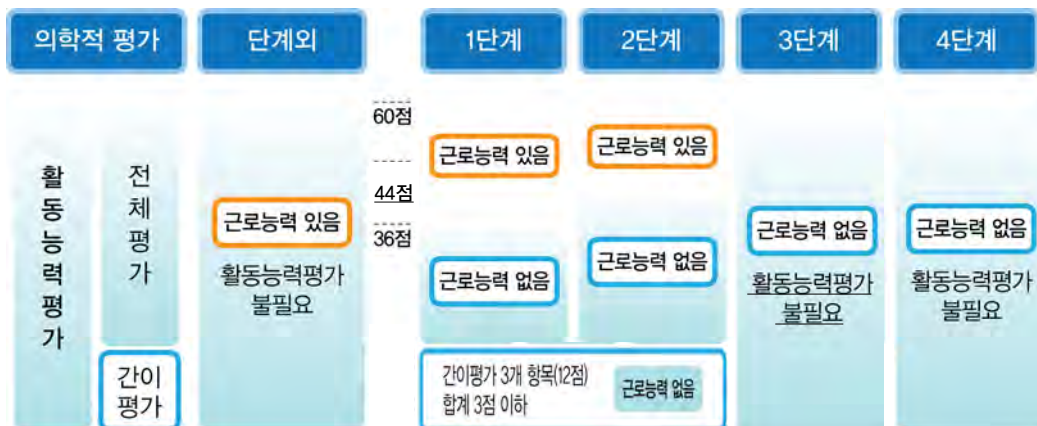 의학적 평가
단계외
1단계
2단계
3단계
4단계
활동능력평가
전체평가
간이
평가
근로능력 있음
활동능력평가
불필요
60점
44점
36점
근로능력 있음
근로능력 없음
근로능력 있음
근로능력 없음
간이평가 3개 항목(12점)
합계 3점 이하
근로능력 없음
근로능력 없음
활동능력평가
불필요
근로능력 없음
활동능력평가
불필요